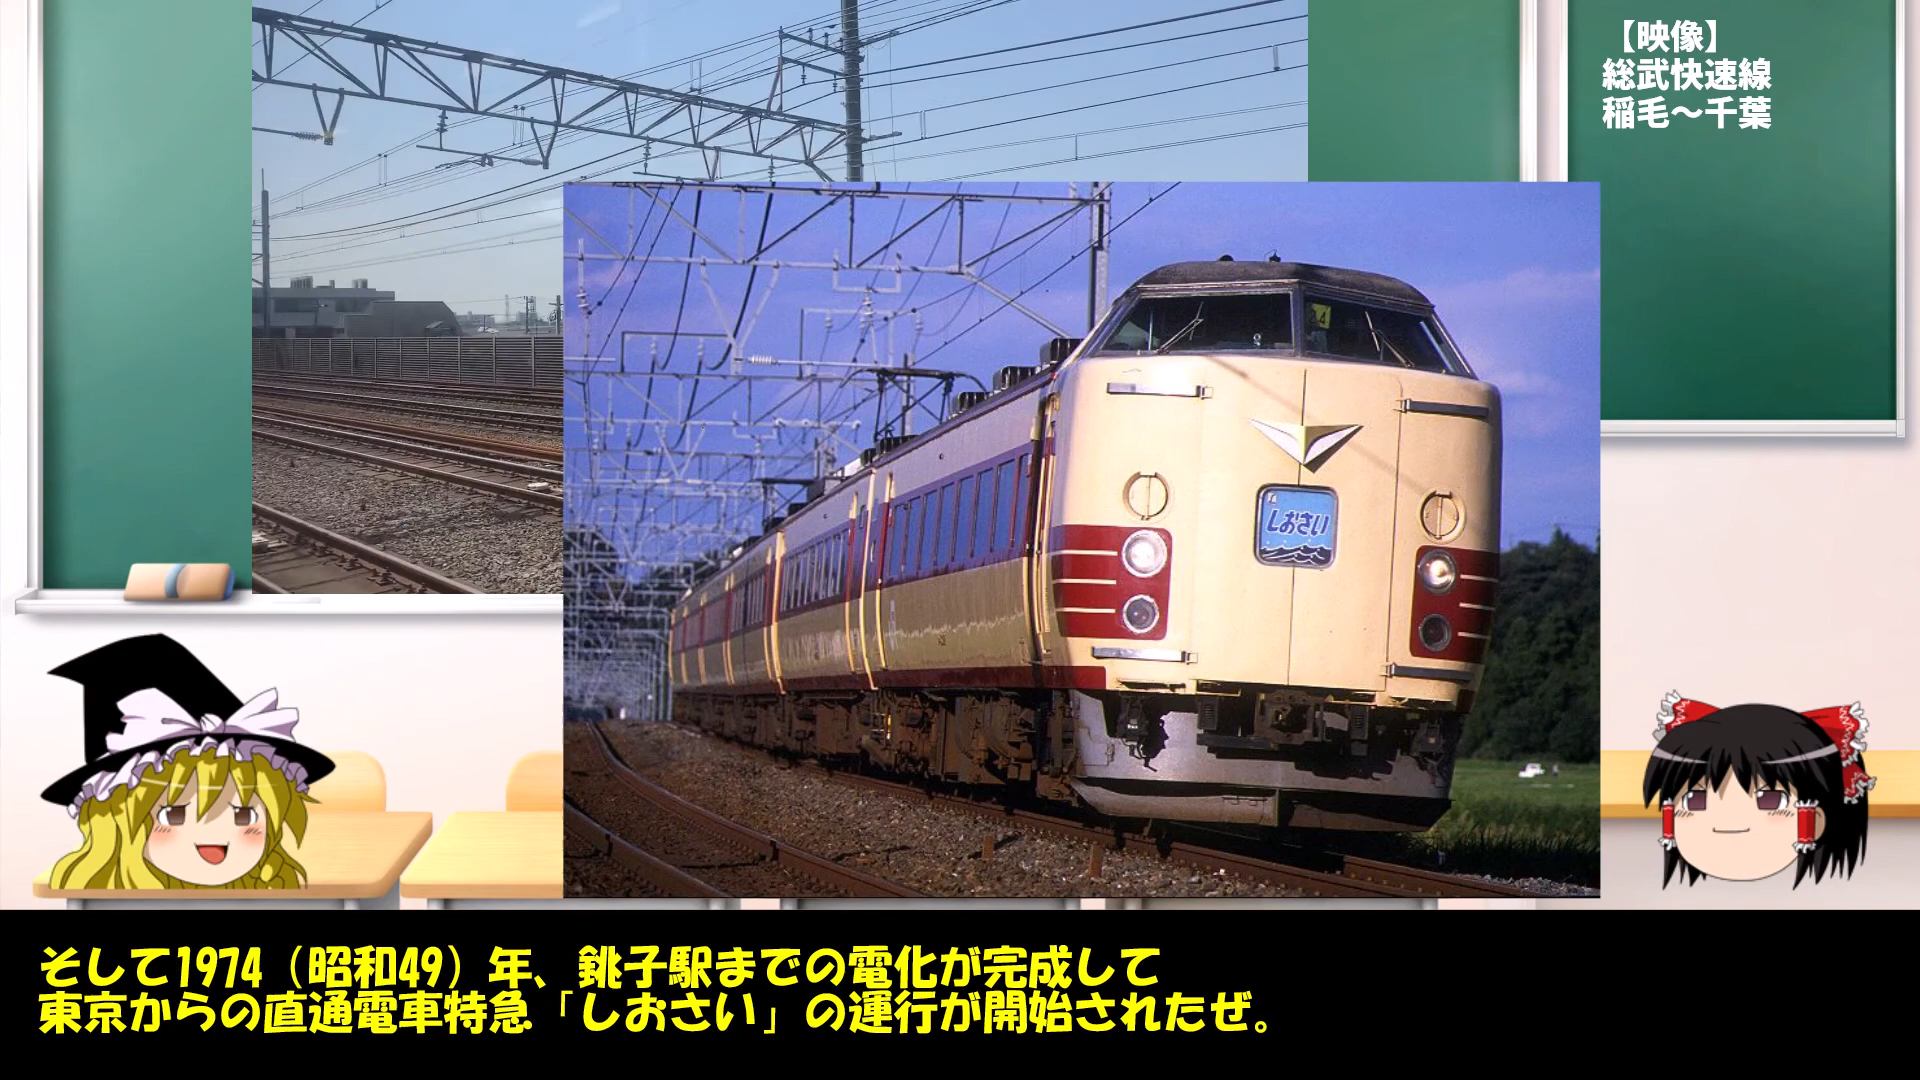 【映像】
総武快速線
稲毛～千葉
しおさい
そして1974（昭和49）年、銚子駅までの電化が完成して
東京からの直通電車特急「しおさい」の運行が開始されたぜ。